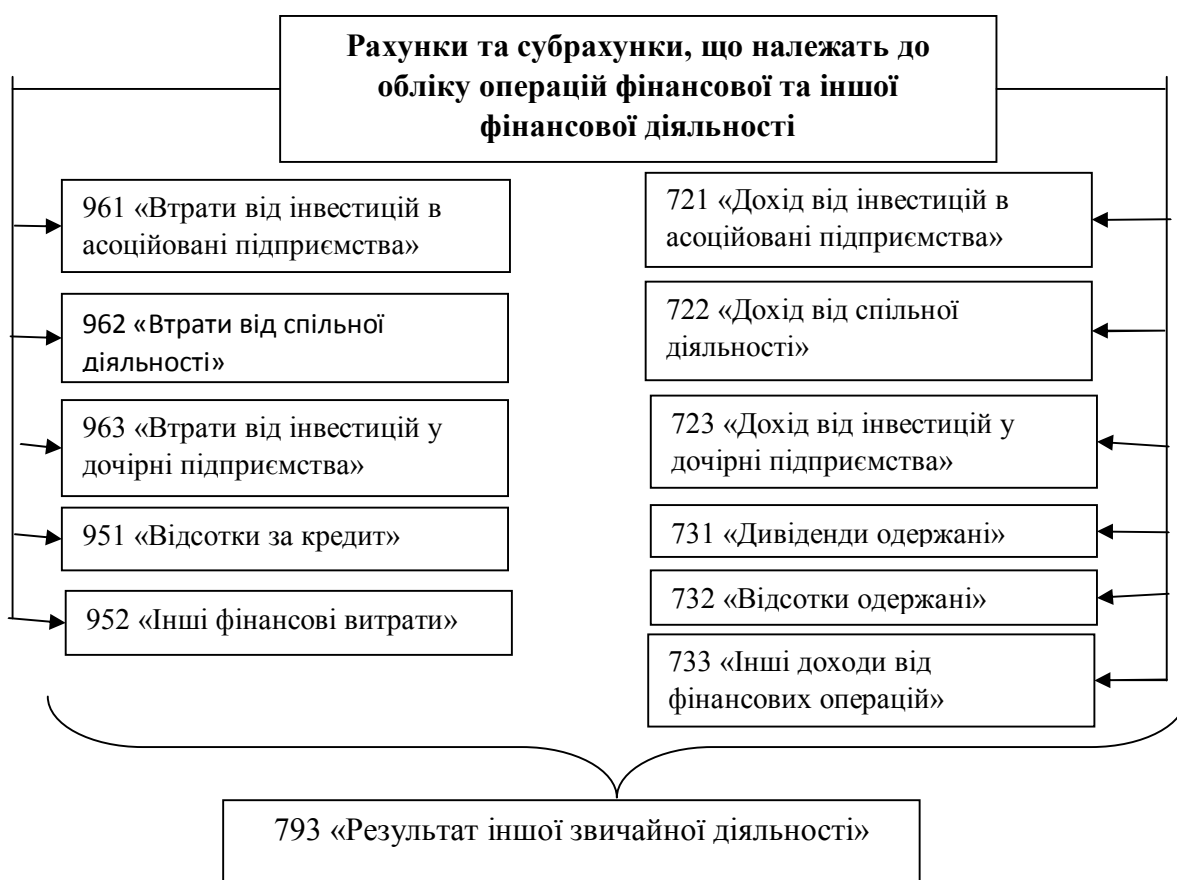 Рахунки та субрахунки, що належать до
обліку операцій фінансової та іншої
фінансової діяльності
961 «Втрати від інвестицій в
асоційовані підприємства»
962 «Втрати від спільної
діяльності»
963 «Втрати від інвестицій у
дочірні підприємства»
951 «Відсотки за кредит»
952 «Інші фінансові витрати»
721 «Дохід від інвестицій в
асоційовані підприємства»
722 «Дохід від спільної
діяльності»
723 «Дохід від інвестицій у
дочірні підприємства»
731 «Дивіденди одержані»
732 «Відсотки одержані»
733 «Інші доходи від
фінансових операцій»
793 «Результат іншої звичайної діяльності»